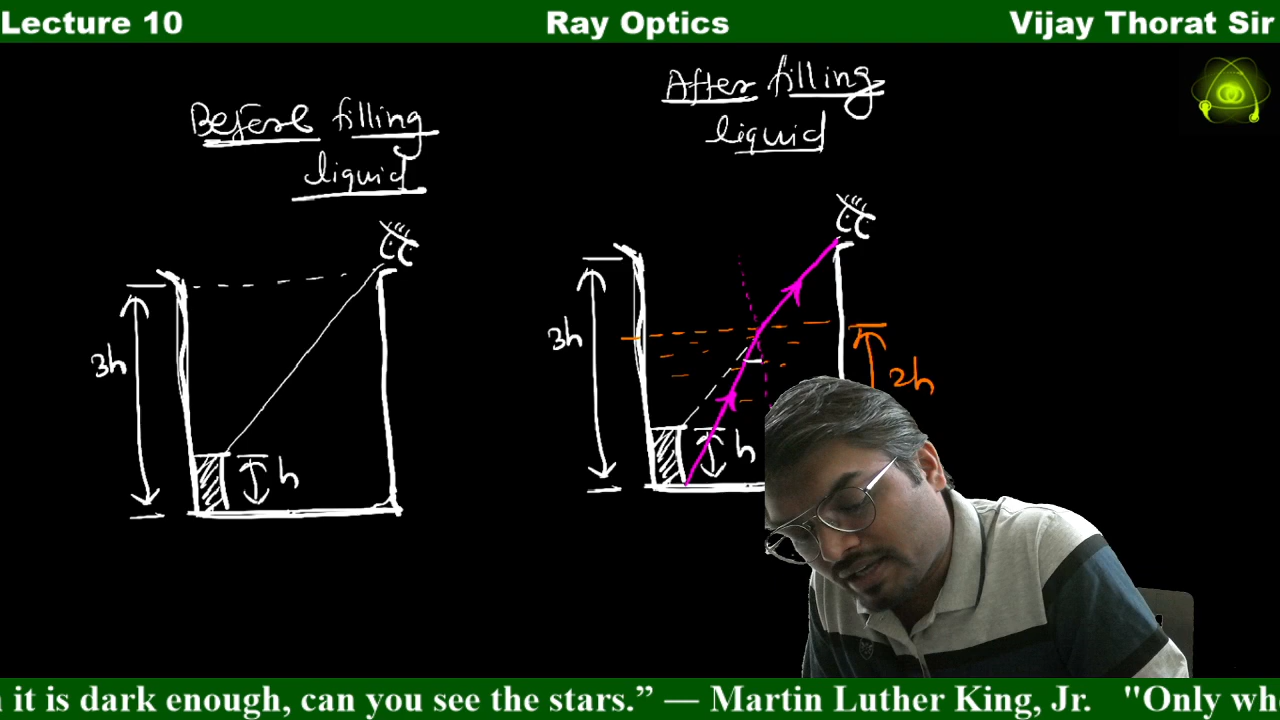 Lecture 10 Ray Optics Vijay Thorat Sir
Before filling
liquid
After filling
liquid
3h
h
3h
h
2h
it is dark enough, can you see the stars.” — Martin Luther King, Jr. "Only wh